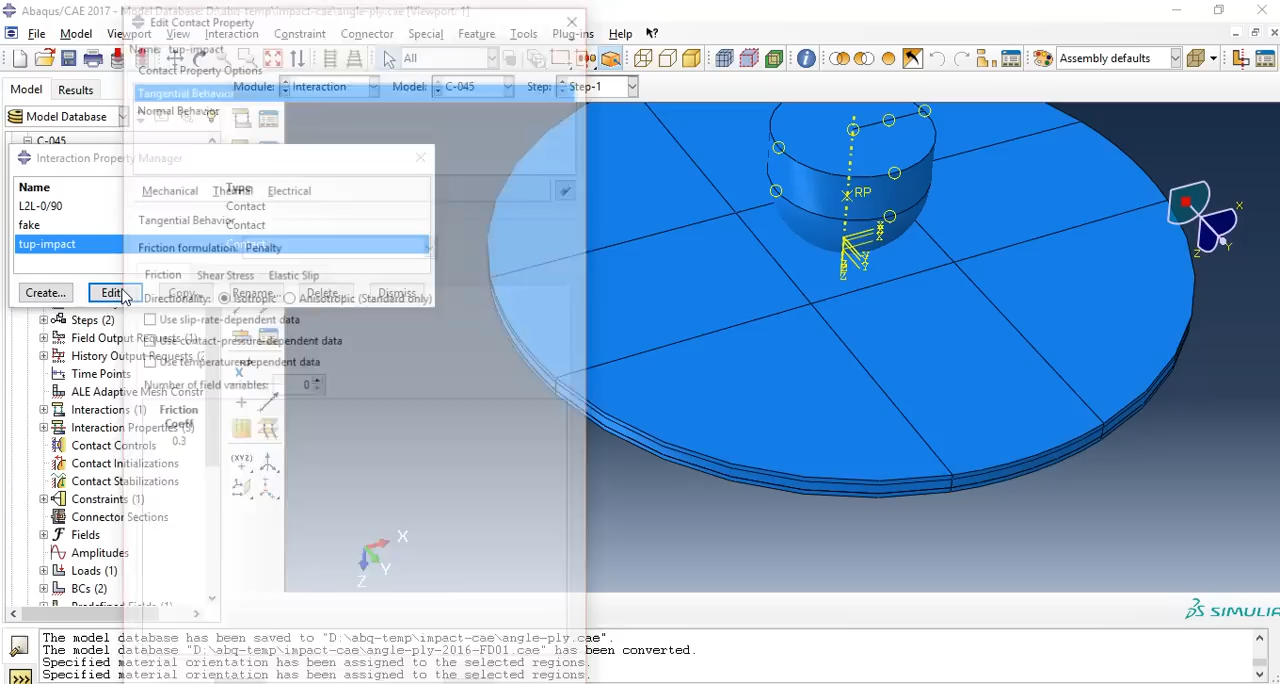 Abaqus/CAE 2017 - Model Database: D:\abq-temp\impact-cae\angle-ply.cae [Viewport: 1]
Edit Contact Property
File Model Viewport View Interaction Constraint Connector Special Feature Tools Plug-ins Help
Name: tup-impact
All
Assembly defaults
Contact Property Options
Model Results
Module: Interaction Model: C-045 Step: Step-1
Tangential Behavior
Normal Behavior
Model Database
C-045
Interaction Property Manager
Name Type
L2L-0/90 Contact
fake Contact
tup-impact Contact
Create... Edit... Copy... Rename... Delete... Dismiss
Mechanical Thermal Electrical
Tangential Behavior
Friction formulation: Penalty
Friction Shear Stress Elastic Slip
Directionality: Isotropic Anisotropic (Standard only)
Use slip-rate-dependent data
Use contact-pressure-dependent data
Use temperature-dependent data
Number of field variables: 0
Friction
Coeff
0.3
Steps (2)
Field Output Requests
History Output Requests
Time Points
ALE Adaptive Mesh Constr
Interactions (1)
Interaction Properties (3)
Contact Controls
Contact Initializations
Contact Stabilizations
Constraints (1)
Connector Sections
Fields
Amplitudes
Loads (1)
BCs (2)
Predefined Fields (1)
RP
(XYZ)
RP
X
Y
Z
X
Y
Z
SIMULIA
The model database has been saved to "D:\abq-temp\impact-cae\angle-ply.cae".
The model database "D:\abq-temp\impact-cae\angle-ply-2016-FD01.cae" has been converted.
Specified material orientation has been assigned to the selected regions.
Specified material orientation has been assigned to the selected regions.
>>>